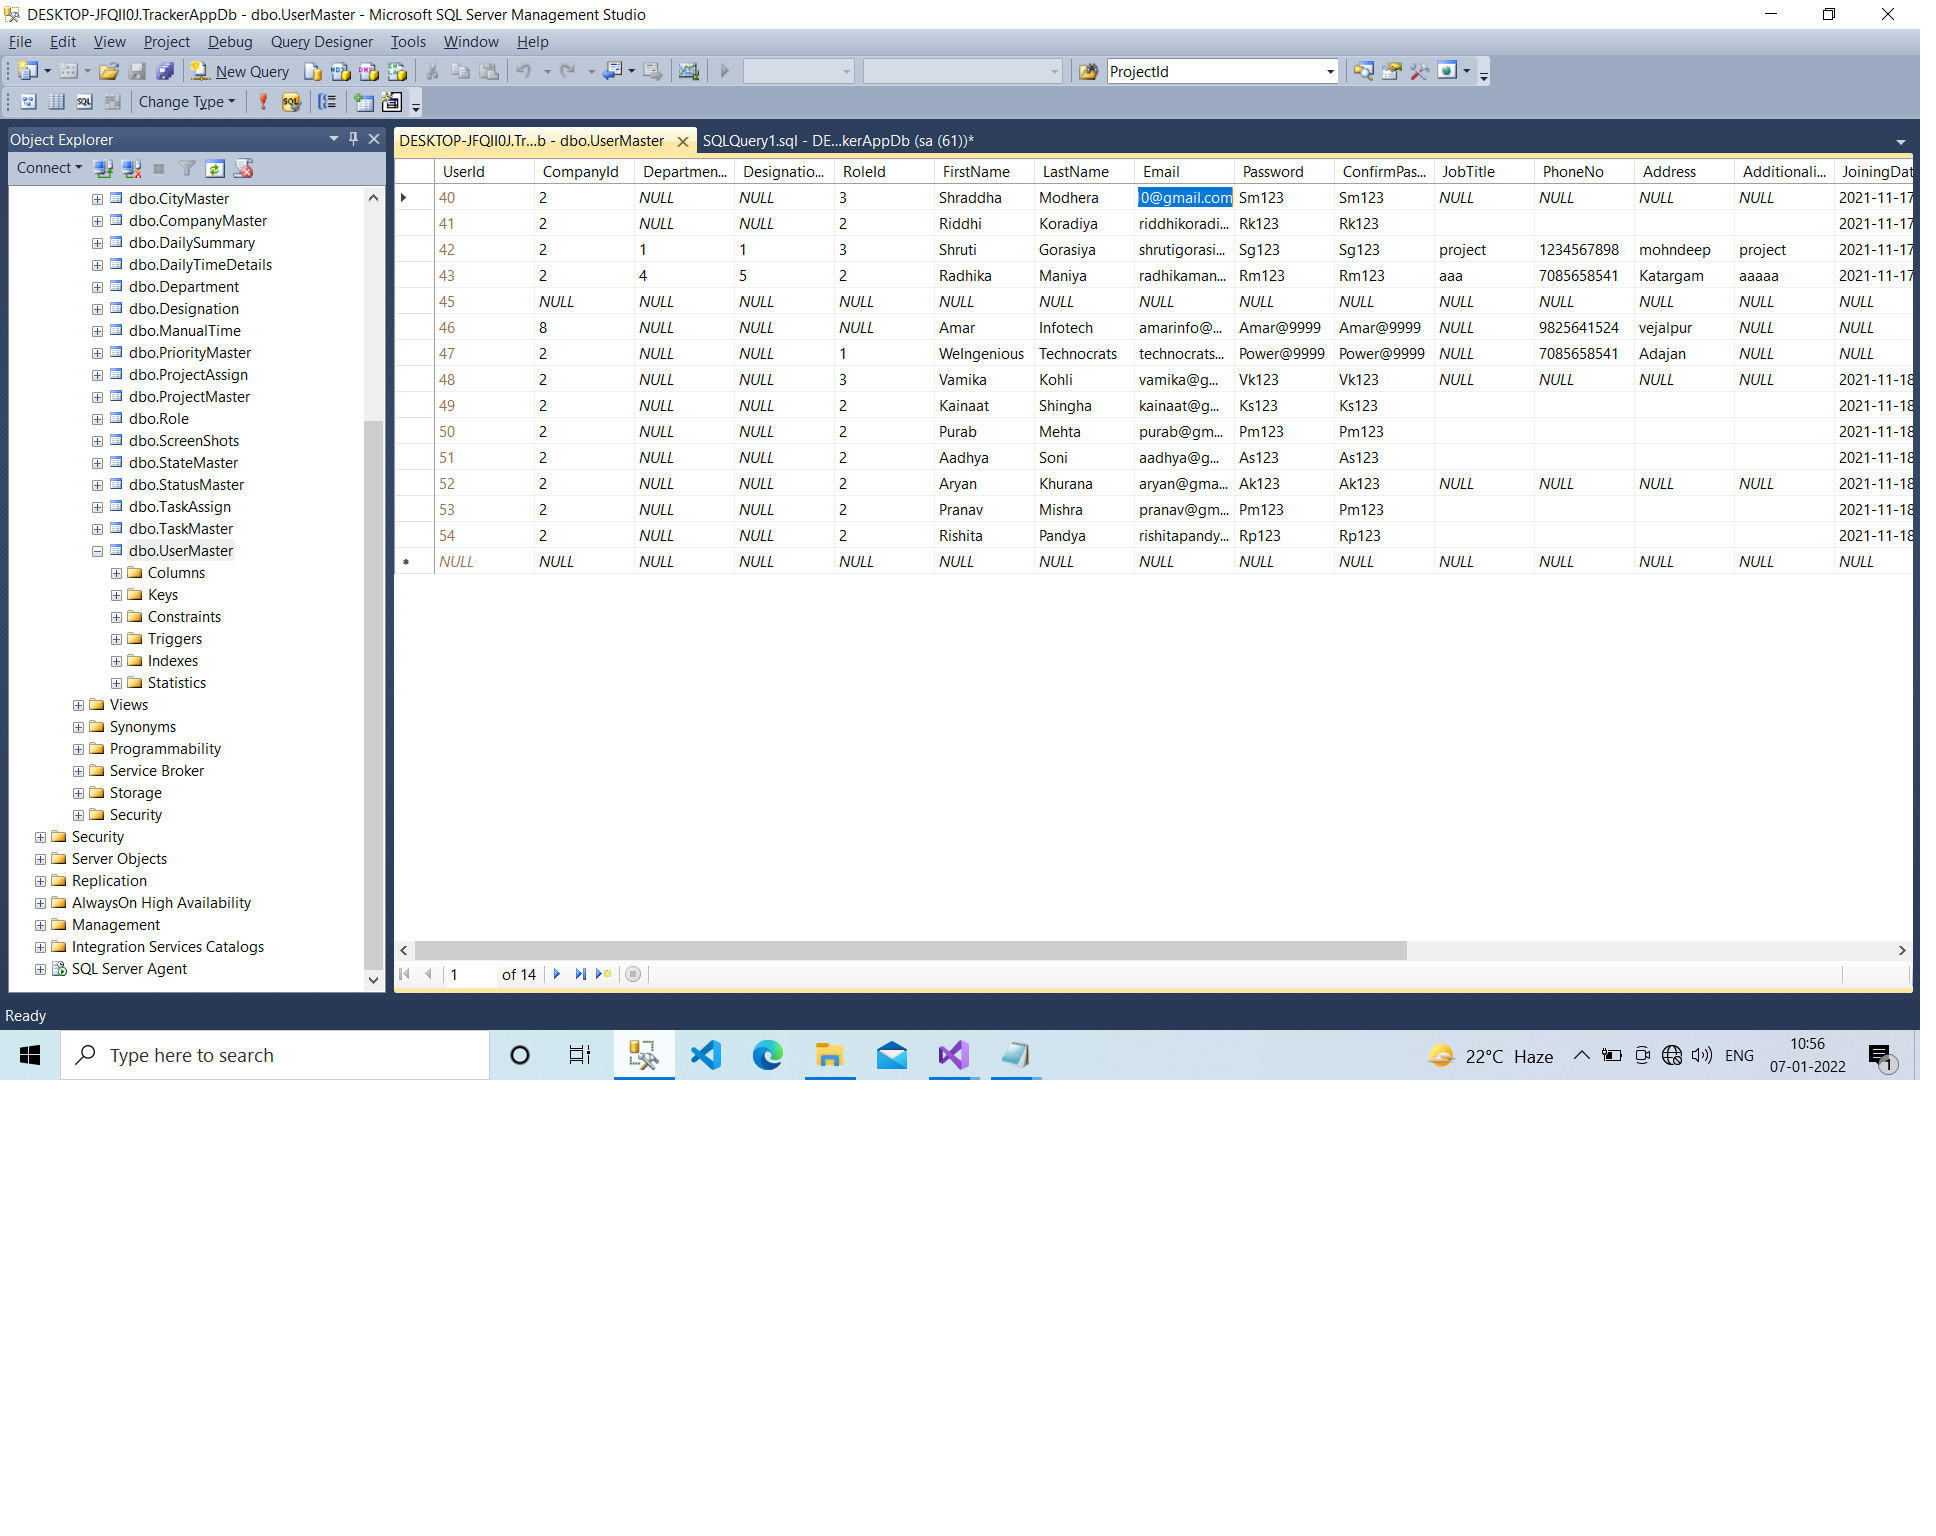 DESKTOP-JFQII0J.TrackerAppDb - dbo.UserMaster - Microsoft SQL Server Management Studio
File Edit View Project Debug Query Designer Tools Window Help
New Query ProjectId
Change Type
Object Explorer
Connect
dbo.CityMaster
dbo.CompanyMaster
dbo.DailySummary
dbo.DailyTimeDetails
dbo.Department
dbo.Designation
dbo.ManualTime
dbo.PriorityMaster
dbo.ProjectAssign
dbo.ProjectMaster
dbo.Role
dbo.ScreenShots
dbo.StateMaster
dbo.StatusMaster
dbo.TaskAssign
dbo.TaskMaster
dbo.UserMaster
Columns
Keys
Constraints
Triggers
Indexes
Statistics
Views
Synonyms
Programmability
Service Broker
Storage
Security
Security
Server Objects
Replication
AlwaysOn High Availability
Management
Integration Services Catalogs
SQL Server Agent
DESKTOP-JFQII0J.Tr...b - dbo.UserMaster SQLQuery1.sql - DE...kerAppDb (sa (61))*
UserId CompanyId Departmen... Designatio... RoleId FirstName LastName Email Password ConfirmPas... JobTitle PhoneNo Address Additionali... JoiningDat
40 2 NULL NULL 3 Shraddha Modhera 0@gmail.com Sm123 Sm123 NULL NULL NULL NULL 2021-11-17
41 2 NULL NULL 2 Riddhi Koradiya riddhikoradi... Rk123 Rk123 2021-11-17
42 2 1 1 3 Shruti Gorasiya shrutigorasi... Sg123 Sg123 project 1234567898 mohndeep project 2021-11-17
43 2 4 5 2 Radhika Maniya radhikaman... Rm123 Rm123 aaa 7085658541 Katargam aaaaa 2021-11-17
45 NULL NULL NULL NULL NULL NULL NULL NULL NULL NULL NULL NULL NULL NULL
46 8 NULL NULL NULL Amar Infotech amarinfo@... Amar@9999 Amar@9999 NULL 9825641524 vejalpur NULL NULL
47 2 NULL NULL 1 WeIngenious Technocrats technocrats... Power@9999 Power@9999 NULL 7085658541 Adajan NULL NULL
48 2 NULL NULL 3 Vamika Kohli vamika@g... Vk123 Vk123 NULL NULL NULL NULL 2021-11-18
49 2 NULL NULL 2 Kainaat Shingha kainaat@g... Ks123 Ks123 2021-11-18
50 2 NULL NULL 2 Purab Mehta purab@gm... Pm123 Pm123 2021-11-18
51 2 NULL NULL 2 Aadhya Soni aadhya@g... As123 As123 2021-11-18
52 2 NULL NULL 2 Aryan Khurana aryan@gma... Ak123 Ak123 NULL NULL NULL NULL 2021-11-18
53 2 NULL NULL 2 Pranav Mishra pranav@gm... Pm123 Pm123 2021-11-18
54 2 NULL NULL 2 Rishita Pandya rishitapandy... Rp123 Rp123 2021-11-18
NULL NULL NULL NULL NULL NULL NULL NULL NULL NULL NULL NULL NULL NULL NULL
1 of 14
Ready
Type here to search
22°C Haze
ENG
10:56
07-01-2022
1